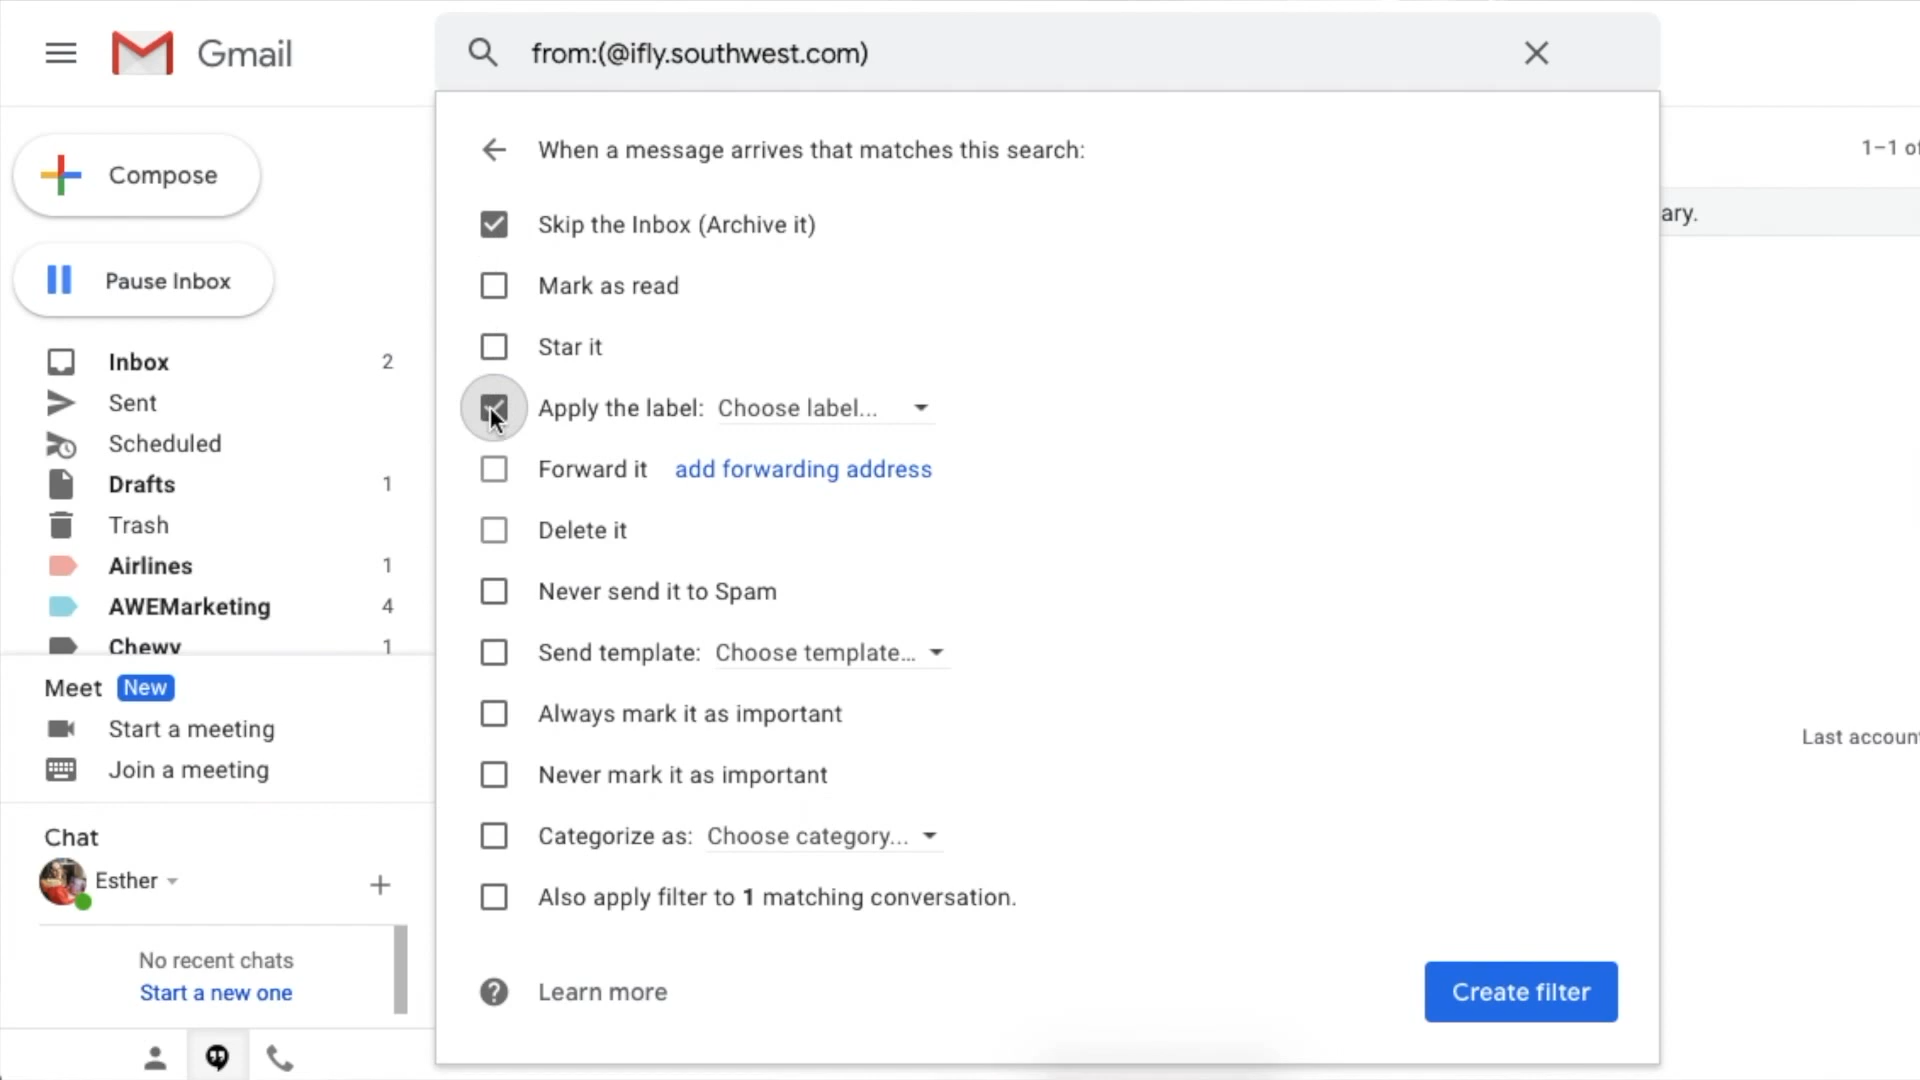 Gmail
from:(@ifly.southwest.com)
Compose
Pause Inbox
Inbox 2
Sent
Scheduled
Drafts 1
Trash
Airlines 1
AWEMarketing 4
Chewy 1
Meet New
Start a meeting
Join a meeting
Chat
Esther
No recent chats
Start a new one
When a message arrives that matches this search:
Skip the Inbox (Archive it)
Mark as read
Star it
Apply the label: Choose label...
Forward it add forwarding address
Delete it
Never send it to Spam
Send template: Choose template...
Always mark it as important
Never mark it as important
Categorize as: Choose category...
Also apply filter to 1 matching conversation.
Learn more
Create filter
1–1 of
ary.
Last accoun